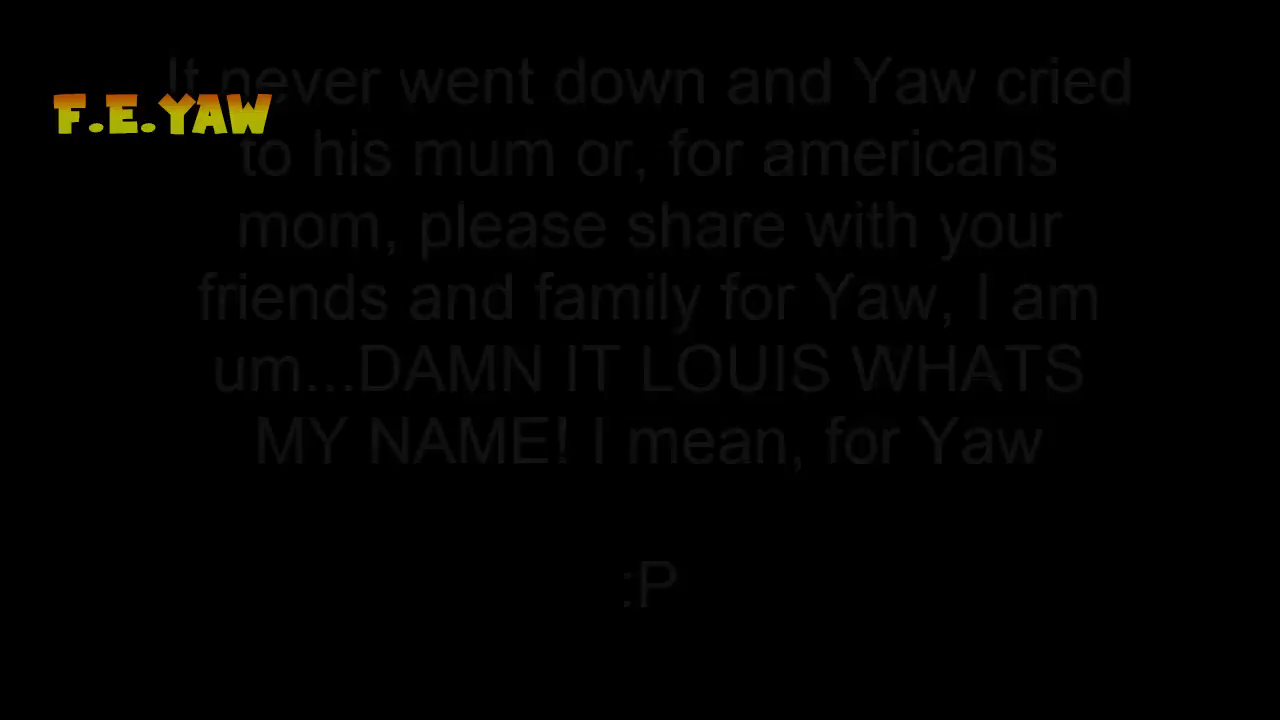 It never went down and Yaw cried
F.E.YAW
to his mum or, for americans
mom, please share with your
friends and family for Yaw, I am
um...DAMN IT LOUIS WHATS
MY NAME! I mean, for Yaw
:P